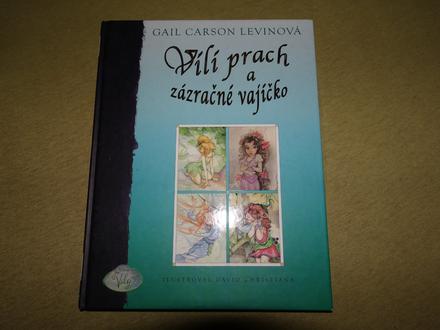 GAIL CARSON LEVINOVÁ
Vílí prach
a
zázračné vajíčko
ILUSTROVAL DAVID CHRISTIANA